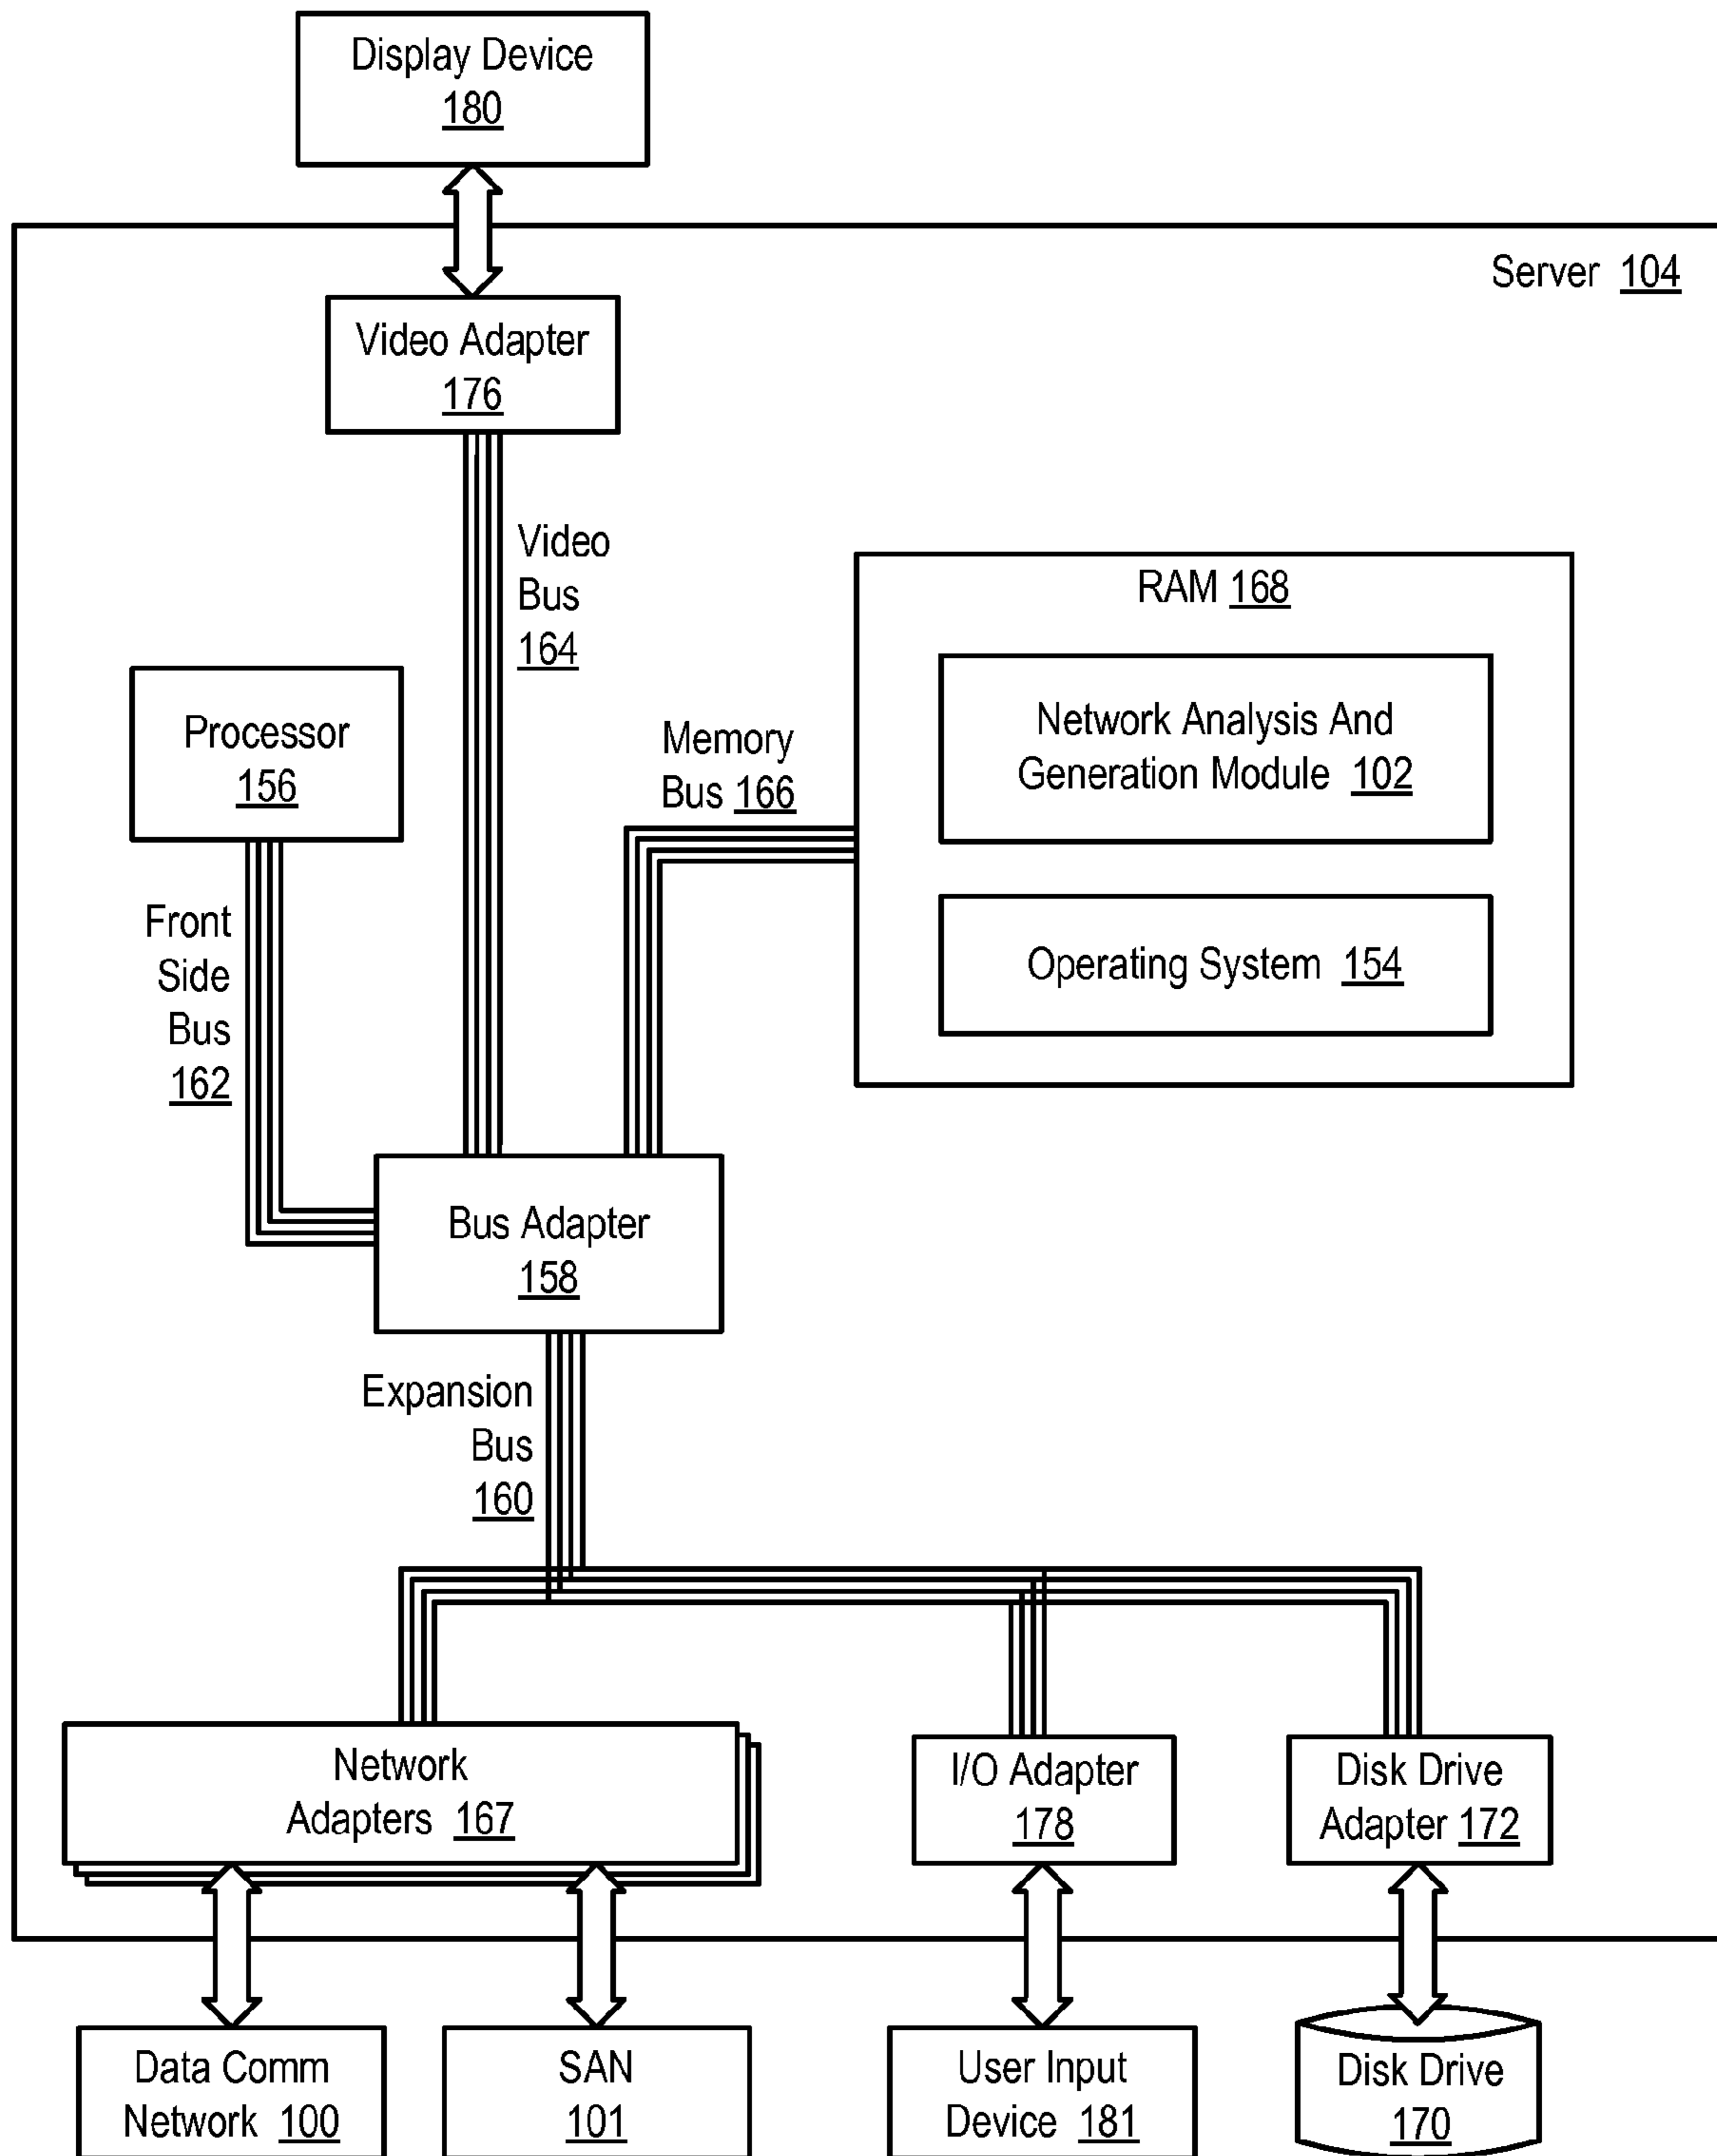 Display Device
180
Server 104
Video Adapter
176
Video
Bus
164
RAM 168
Network Analysis And
Generation Module 102
Operating System 154
Processor
156
Memory
Bus 166
Front
Side
Bus
162
Bus Adapter
158
Expansion
Bus
160
Network
Adapters 167
I/O Adapter
178
Disk Drive
Adapter 172
Data Comm
Network 100
SAN
101
User Input
Device 181
Disk Drive
170